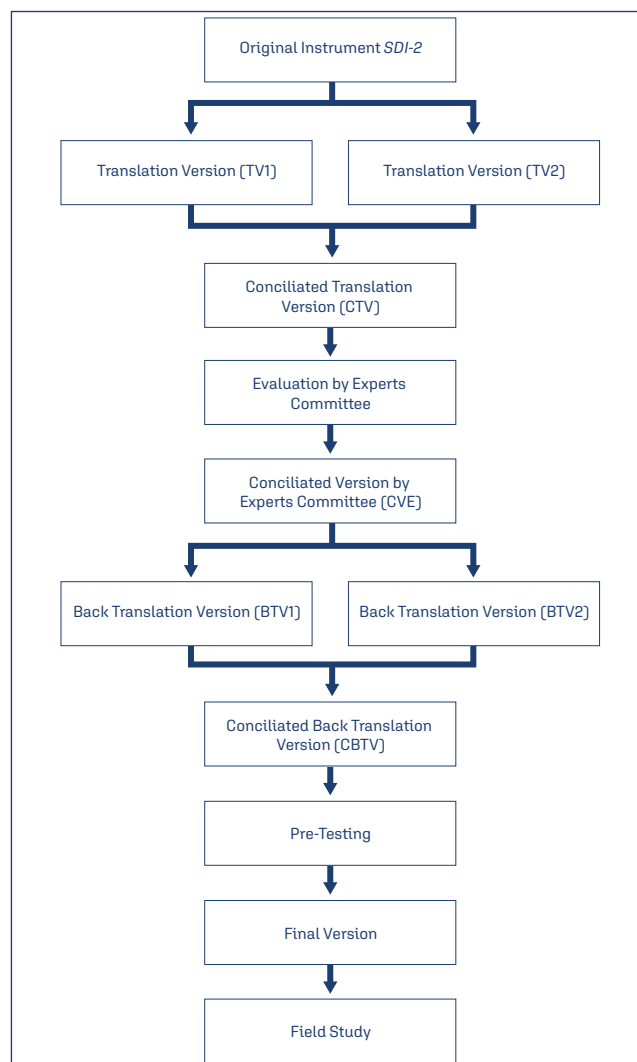 Original Instrument SDI-2
Translation Version (TV1)
Translation Version (TV2)
Conciliated Translation
Version (CTV)
Evaluation by Experts
Committee
Conciliated Version by
Experts Committee (CVE)
Back Translation Version (BTV1)
Back Translation Version (BTV2)
Conciliated Back Translation
Version (CBTV)
Pre-Testing
Final Version
Field Study